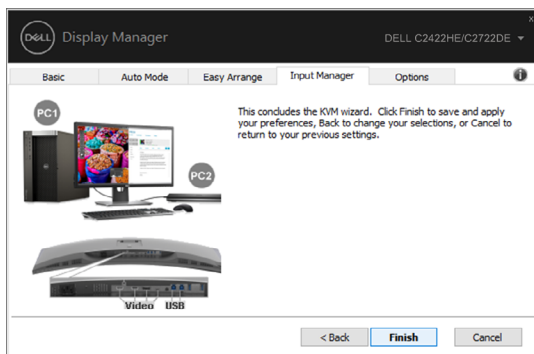 DELL Display Manager
x
DELL C2422HE/C2722DE
Basic
Auto Mode
Easy Arrange
Input Manager
Options
PC1
PC2
Video USB
This concludes the KVM wizard. Click Finish to save and apply
your preferences, Back to change your selections, or Cancel to
return to your previous settings.
< Back
Finish
Cancel